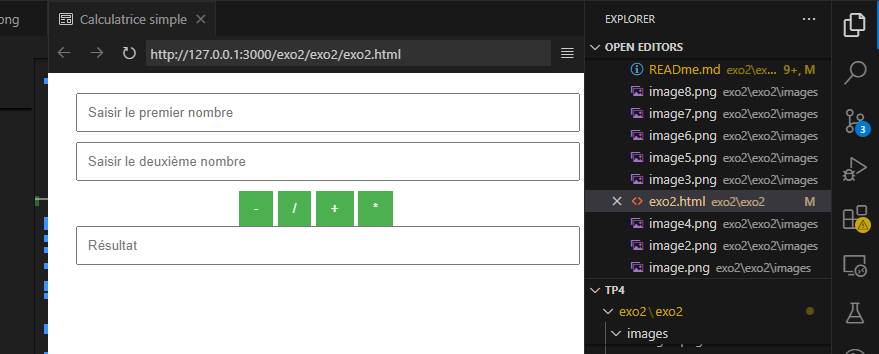 ong
Calculatrice simple
http://127.0.0.1:3000/exo2/exo2/exo2.html
Saisir le premier nombre
Saisir le deuxième nombre
- / + *
Résultat
EXPLORER
OPEN EDITORS
READme.md exo2\ex... 9+, M
image8.png exo2\exo2\images
image7.png exo2\exo2\images
image6.png exo2\exo2\images
image5.png exo2\exo2\images
image3.png exo2\exo2\images
exo2.html exo2\exo2 M
image4.png exo2\exo2\images
image2.png exo2\exo2\images
image.png exo2\exo2\images
TP4
exo2 \ exo2
images
3